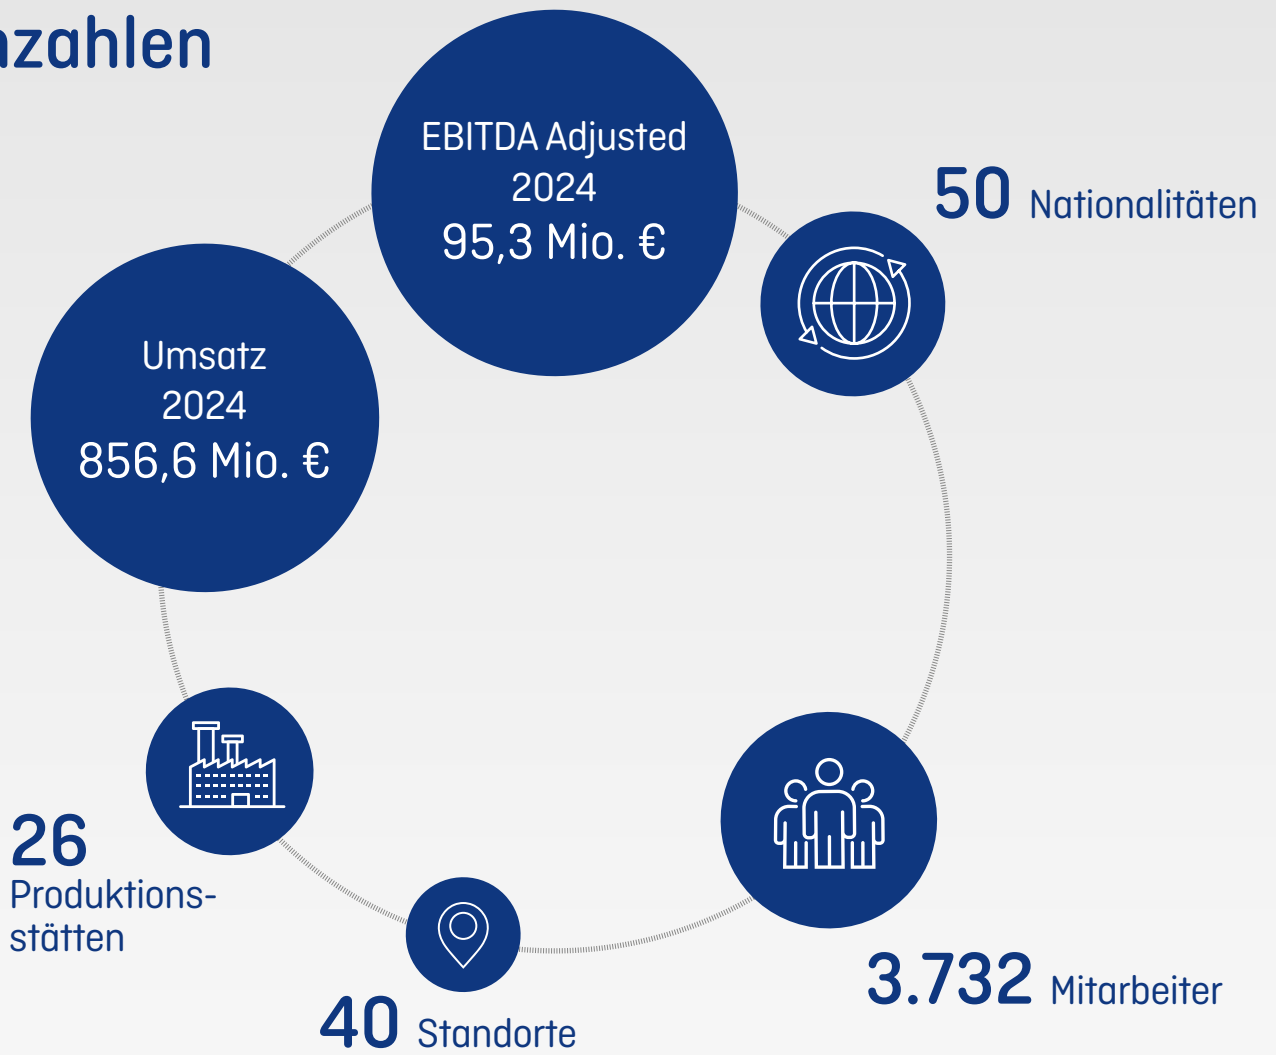 nzahlen
EBITDA Adjusted
2024
95,3 Mio. €
50 Nationalitäten
Umsatz
2024
856,6 Mio. €
26
Produktions-
stätten
40 Standorte
3.732 Mitarbeiter